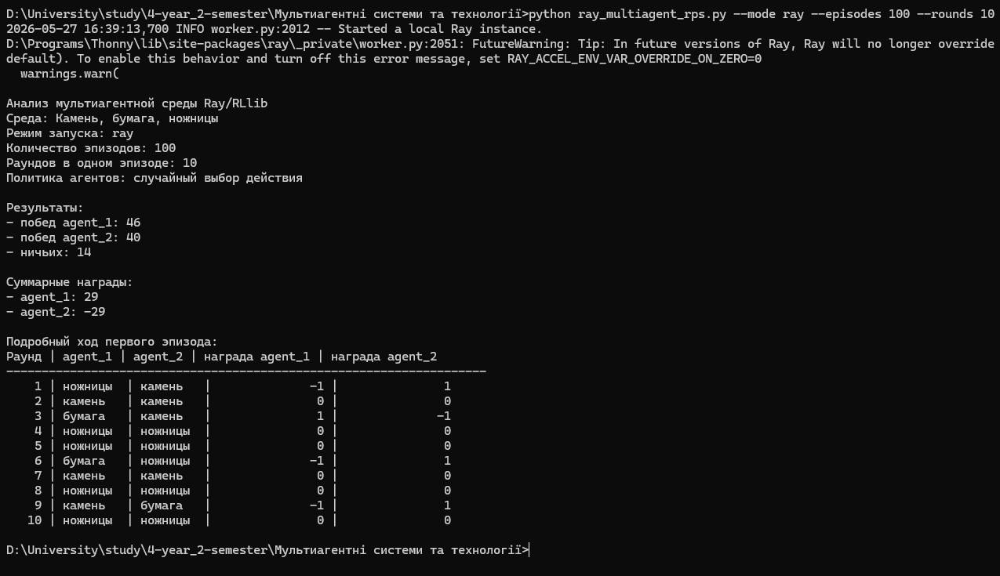 D:\University\study\4-year_2-semester\Мультиагентні системи та технології>python ray_multiagent_rps.py --mode ray --episodes 100 --rounds 10
2026-05-27 16:39:13,700 INFO worker.py:2012 -- Started a local Ray instance.
D:\Programs\Thonny\lib\site-packages\ray\_private\worker.py:2051: FutureWarning: Tip: In future versions of Ray, Ray will no longer override
default). To enable this behavior and turn off this error message, set RAY_ACCEL_ENV_VAR_OVERRIDE_ON_ZERO=0
  warnings.warn(
Анализ мультиагентной среды Ray/RLlib
Среда: Камень, бумага, ножницы
Режим запуска: ray
Количество эпизодов: 100
Раундов в одном эпизоде: 10
Политика агентов: случайный выбор действия
Результаты:
- побед agent_1: 46
- побед agent_2: 40
- ничьих: 14
Суммарные награды:
- agent_1: 29
- agent_2: -29
Подробный ход первого эпизода:
Раунд | agent_1 | agent_2 | награда agent_1 | награда agent_2
--------------------------------------------------------------------
    1 | ножницы  | камень   |              -1 |               1
    2 | камень   | камень   |               0 |               0
    3 | бумага   | камень   |               1 |              -1
    4 | ножницы  | ножницы  |               0 |               0
    5 | ножницы  | ножницы  |               0 |               0
    6 | бумага   | ножницы  |              -1 |               1
    7 | камень   | камень   |               0 |               0
    8 | ножницы  | ножницы  |               0 |               0
    9 | камень   | бумага   |              -1 |               1
   10 | ножницы  | ножницы  |               0 |               0
D:\University\study\4-year_2-semester\Мультиагентні системи та технології>